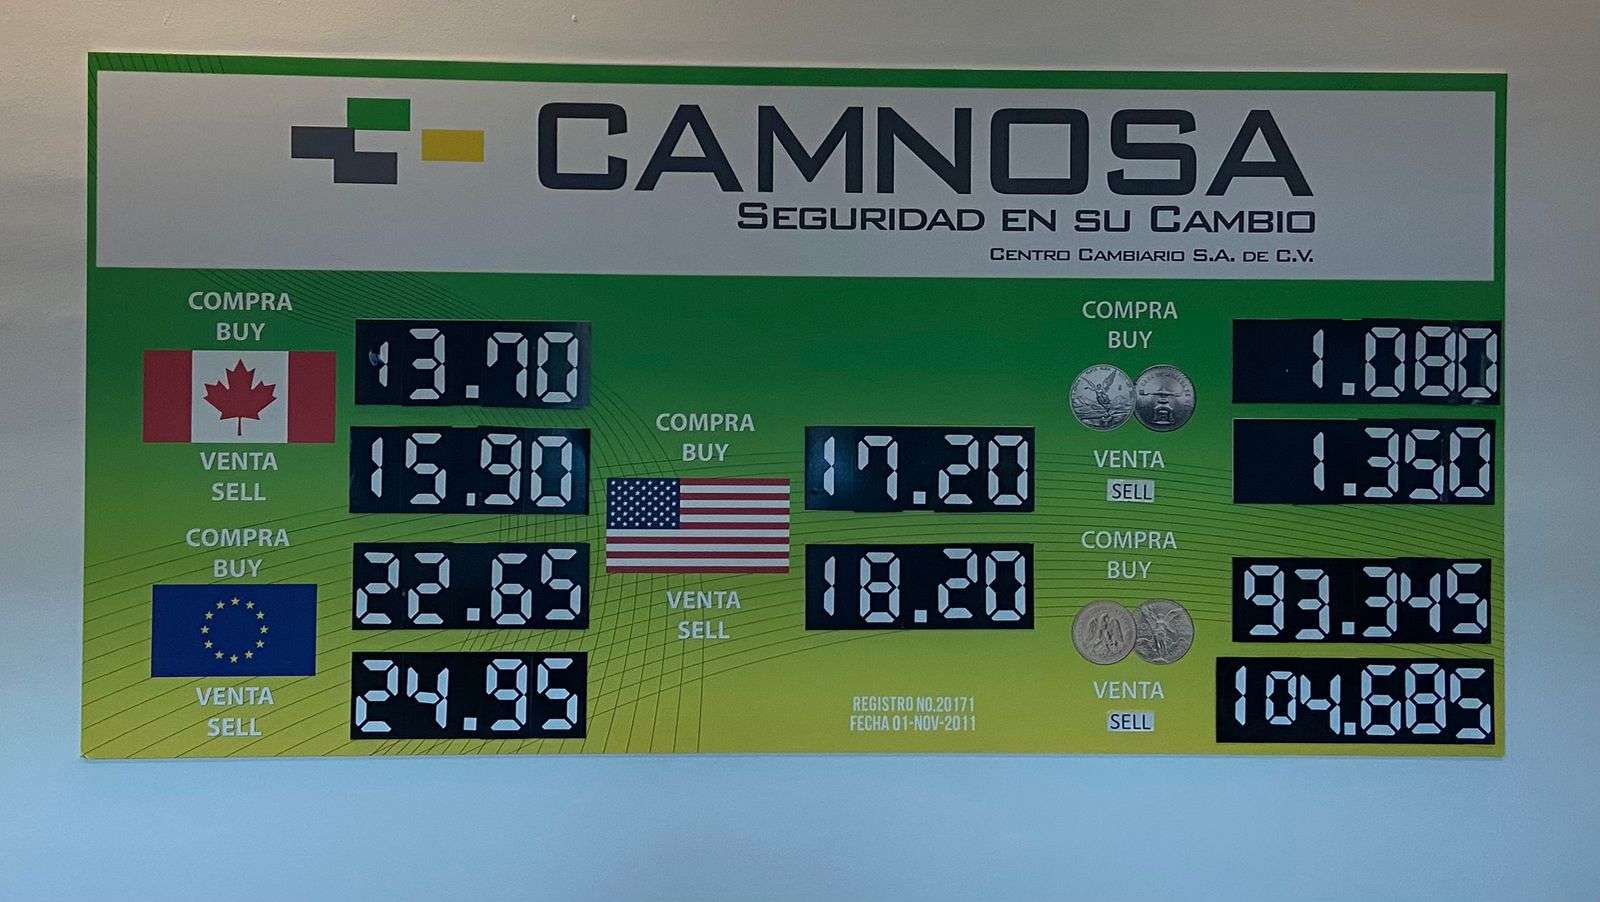 CAMNOSA
SEGURIDAD EN SU CAMBIO
CENTRO CAMBIARIO S.A. DE C.V.
COMPRA
BUY
13.70
VENTA
SELL
15.90
COMPRA
BUY
22.65
VENTA
SELL
24.95
COMPRA
BUY
17.20
VENTA
SELL
18.20
REGISTRO NO.20171
FECHA 01-NOV-2011
COMPRA
BUY
1.080
VENTA
SELL
1.350
COMPRA
BUY
93.345
VENTA
SELL
104.685